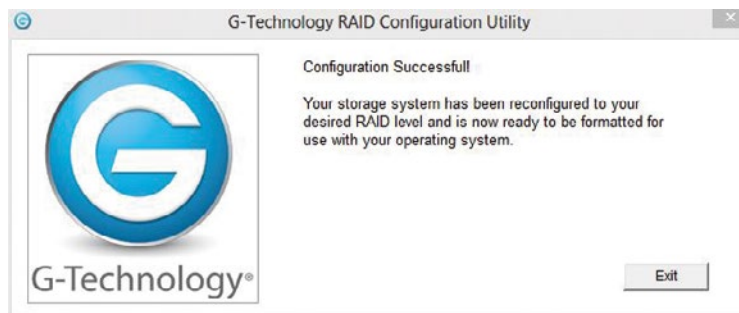 G-Technology RAID Configuration Utility
Configuration Successful!
Your storage system has been reconfigured to your
desired RAID level and is now ready to be formatted for
use with your operating system.
G-Technology®
Exit